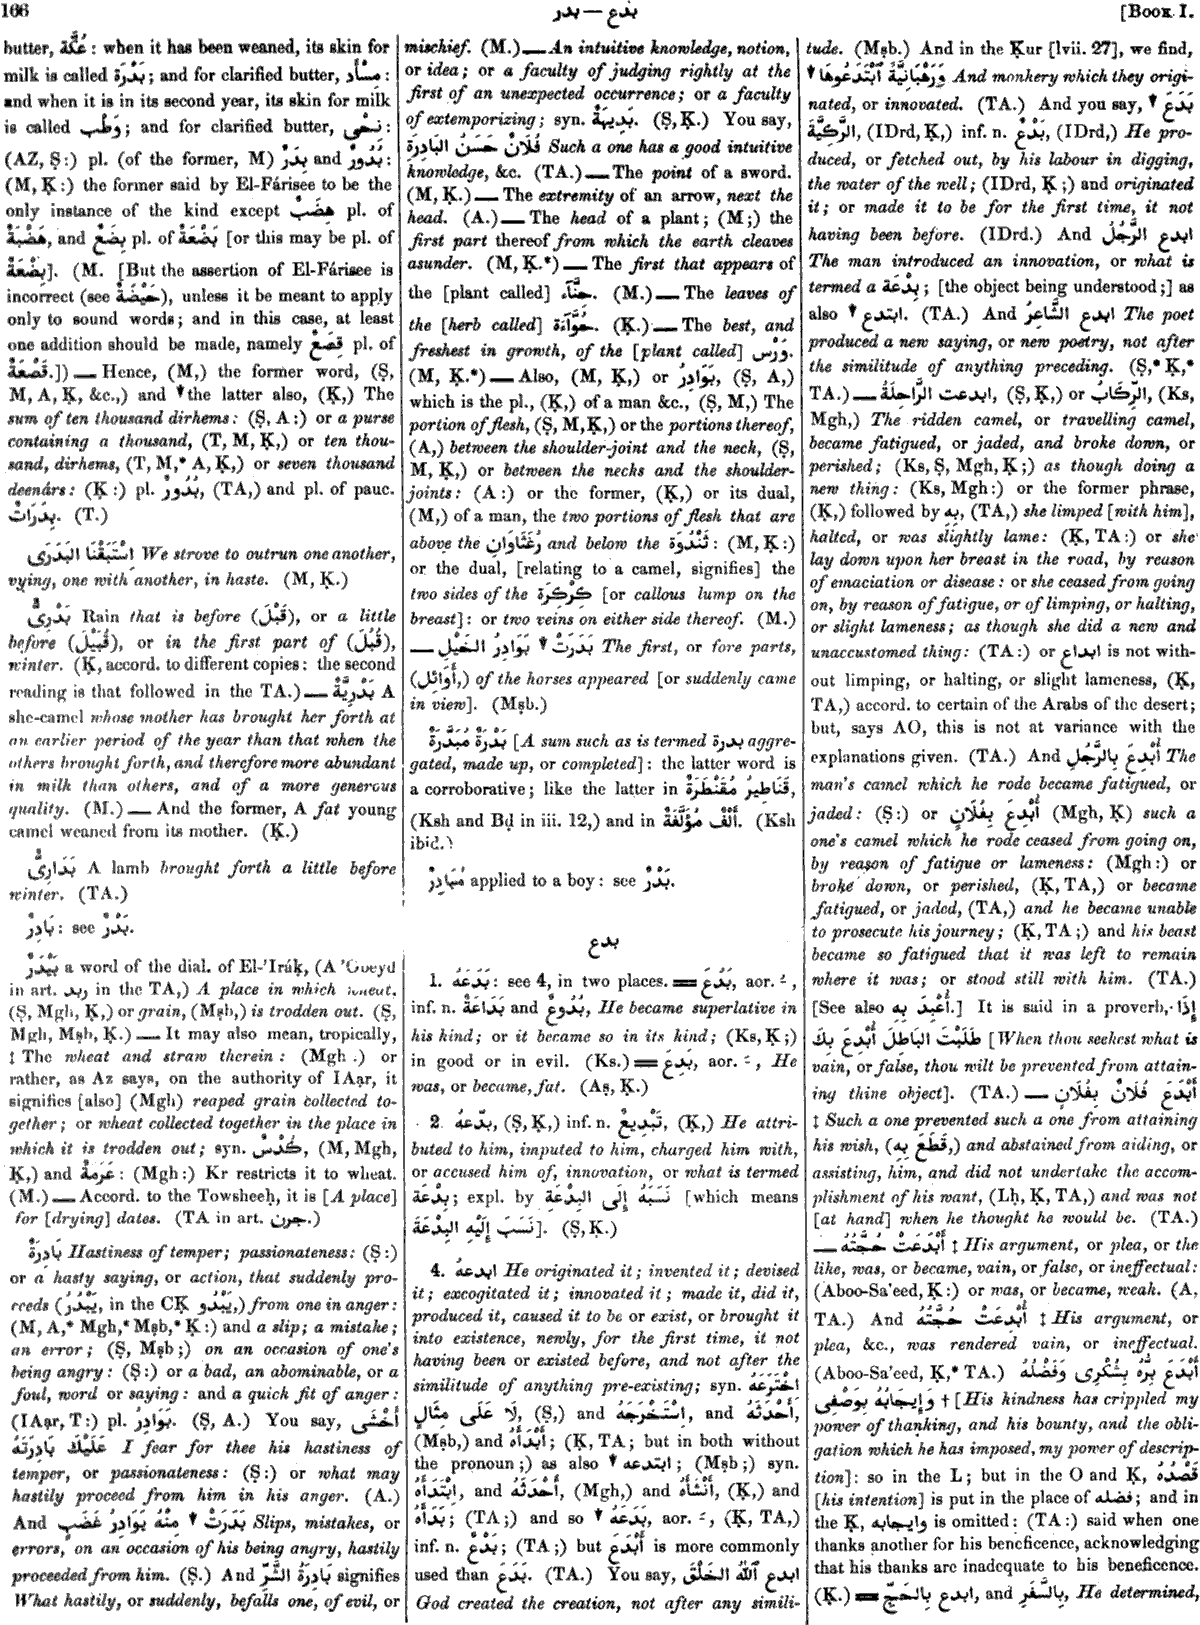 166
بدر — بدع
[Book I.
butter, عُكَّةٌ: when it has been weaned, its skin for
milk is called بَدْرَةٌ; and for clarified butter, مِسْأَدٌ:
and when it is in its second year, its skin for milk
is called وَطْبٌ; and for clarified butter, نِحْىٌ:
(AZ, Ṣ:) pl. (of the former, M) بِدَرٌ and بُدُورٌ:
(M, Ḳ:) the former said by El-Fárisee to be the
only instance of the kind except هِضَبٌ pl. of
هَضْبَةٌ, and بِضَعٌ pl. of بَضْعَةٌ [or this may be pl. of
بِضْعَةٌ]. (M. [But the assertion of El-Fárisee is
incorrect (see حَيْضَةٌ), unless it be meant to apply
only to sound words; and in this case, at least
one addition should be made, namely قِصَعٌ pl. of
قَصْعَةٌ.]) — Hence, (M,) the former word, (Ṣ,
M, A, Ḳ, &c.,) and ▼the latter also, (Ḳ,) The
sum of ten thousand dirhems: (Ṣ, A:) or a purse
containing a thousand, (T, M, Ḳ,) or ten thou-
sand, dirhems, (T, M,* A, Ḳ,) or seven thousand
deenárs: (Ḳ:) pl. بُدُورٌ, (TA,) and pl. of pauc.
بِدَرَاتٌ. (T.)
اِسْتَبَقْنَا البَدَرَى We strove to outrun one another,
vying, one with another, in haste. (M, Ḳ.)
بَدْرِىٌّ Rain that is before (قَبْلَ), or a little
before (قُبَيْلَ), or in the first part of (قُبُلَ),
winter. (Ḳ, accord. to different copies: the second
reading is that followed in the TA.) — بَدْرِيَّةٌ A
she-camel whose mother has brought her forth at
an earlier period of the year than that when the
others brought forth, and therefore more abundant
in milk than others, and of a more generous
quality. (M.) — And the former, A fat young
camel weaned from its mother. (Ḳ.)
بَدَارِىٌّ A lamb brought forth a little before
winter. (TA.)
بَادِرٌ: see بَدْرٌ.
بَيْدَرٌ a word of the dial. of El-'Iráḳ, (A 'Obeyd
in art. ربد in the TA,) A place in which wheat,
(Ṣ, Mgh, Ḳ,) or grain, (Mṣb,) is trodden out. (Ṣ,
Mgh, Mṣb, Ḳ.) — It may also mean, tropically,
‡ The wheat and straw therein: (Mgh:) or
rather, as Az says, on the authority of IAạr, it
signifies [also] (Mgh) reaped grain collected to-
gether; or wheat collected together in the place in
which it is trodden out; syn. كُدْسٌ, (M, Mgh,
Ḳ,) and عَرَمَةٌ: (Mgh:) Kr restricts it to wheat.
(M.) — Accord. to the Towsheeḥ, it is [A place]
for [drying] dates. (TA in art. جرن.)
بَادِرَةٌ Hastiness of temper; passionateness: (Ṣ:)
or a hasty saying, or action, that suddenly pro-
ceeds (يَبْدُرُ, in the CḲ يَبْدُو,) from one in anger:
(M, A,* Mgh,* Mṣb,* Ḳ:) and a slip; a mistake;
an error; (Ṣ, Mṣb;) on an occasion of one's
being angry: (Ṣ:) or a bad, an abominable, or a
foul, word or saying: and a quick fit of anger:
(IAạr, T:) pl. بَوَادِرُ. (Ṣ, A.) You say, أَخْشَى
عَلَيْكَ بَادِرَتَهُ I fear for thee his hastiness of
temper, or passionateness: (Ṣ:) or what may
hastily proceed from him in his anger. (A.)
And بَدَرَتْ ▼ مِنْهُ بَوَادِرُ غَضَبٍ Slips, mistakes, or
errors, on an occasion of his being angry, hastily
proceeded from him. (Ṣ.) And بَادِرَةُ الشَّرِّ signifies
What hastily, or suddenly, befalls one, of evil, or
mischief. (M.) — An intuitive knowledge, notion,
or idea; or a faculty of judging rightly at the
first of an unexpected occurrence; or a faculty
of extemporizing; syn. بَدِيهَةٌ. (Ṣ, Ḳ.) You say,
فُلَانٌ حَسَنُ البَادِرَةِ Such a one has a good intuitive
knowledge, &c. (TA.) — The point of a sword.
(M, Ḳ.) — The extremity of an arrow, next the
head. (A.) — The head of a plant; (M;) the
first part thereof from which the earth cleaves
asunder. (M, Ḳ.*) — The first that appears of
the [plant called] حِنَّآء. (M.) — The leaves of
the [herb called] حُوَّآءَة. (Ḳ.) — The best, and
freshest in growth, of the [plant called] وَرْس.
(M, Ḳ.*) — Also, (M, Ḳ,) or بَوَادِرُ, (Ṣ, A,)
which is the pl., (Ḳ,) of a man &c., (Ṣ, M,) The
portion of flesh, (Ṣ, M, Ḳ,) or the portions thereof,
(A,) between the shoulder-joint and the neck, (Ṣ,
M, Ḳ,) or between the necks and the shoulder-
joints: (A:) or the former, (Ḳ,) or its dual,
(M,) of a man, the two portions of flesh that are
above the رُغَثَاوَانِ and below the ثَنْدُوَة: (M, Ḳ:)
or the dual, [relating to a camel, signifies] the
two sides of the كِرْكِرَة [or callous lump on the
breast]: or two veins on either side thereof. (M.)
— بَدَرَتْ ▼ بَوَادِرُ الخَيْلِ The first, or fore parts,
(أَوَائِل,) of the horses appeared [or suddenly came
in view]. (Mṣb.)
بَدْرَةٌ مُبَدَّرَةٌ [A sum such as is termed بدرة aggre-
gated, made up, or completed]: the latter word is
a corroborative; like the latter in قَنَاطِيرُ مُقَنْطَرَةٌ,
(Ksh and Bḍ in iii. 12,) and in أَلْفٌ مُؤَلَّفَةٌ. (Ksh
ibid.)
مُبَادِرٌ applied to a boy: see بَدْرٌ.
بدع
1. بَدَعَهُ: see 4, in two places. ═ بَدُعَ, aor. ـُ,
inf. n. بَدَاعَةٌ and بُدُوعٌ, He became superlative in
his kind; or it became so in its kind; (Ks, Ḳ;)
in good or in evil. (Ks.) ═ بَدِعَ, aor. ـَ, He
was, or became, fat. (Aṣ, Ḳ.)
2. بدّعهُ, (Ṣ, Ḳ,) inf. n. تَبْدِيعٌ, (Ḳ,) He attri-
buted to him, imputed to him, charged him with,
or accused him of, innovation, or what is termed
بِدْعَة; expl. by نَسَبَهُ إِلَى البِدْعَةِ [which means
نَسَبَ إِلَيْهِ البِدْعَةَ]. (Ṣ, Ḳ.)
4. ابدعهُ He originated it; invented it; devised
it; excogitated it; innovated it; made it, did it,
produced it, caused it to be or exist, or brought it
into existence, newly, for the first time, it not
having been or existed before, and not after the
similitude of anything pre-existing; syn. اِخْتَرَعَهُ
لَا عَلَى مِثَالٍ, (Ṣ,) and اِسْتَخْرَجَهُ, and أَحْدَثَهُ,
(Mṣb,) and أَبْدَأَهُ; (Ḳ, TA; but in both without
the pronoun;) as also ▼ ابتدعه; (Mṣb;) syn.
اِبْتَدَأَهُ, and أَحْدَثَهُ, (Mgh,) and أَنْشَأَهُ, (Ḳ,) and
بَدَأَهُ; (TA;) and so ▼ بَدَعَهُ, aor. ـَ, (Ḳ, TA,)
inf. n. بَدْعٌ; (TA;) but أَبْدَعَ is more commonly
used than بَدَعَ. (TA.) You say, ابدع ٱللّٰهُ الخَلْقَ
God created the creation, not after any simili-
tude. (Mṣb.) And in the Ḳur [lvii. 27], we find,
▼ وَرَهْبَانِيَّةً ٱبْتَدَعُوهَا And monkery which they origi-
nated, or innovated. (TA.) And you say, ▼ بَدَعَ
الرَّكِيَّةَ, (IDrd, Ḳ,) inf. n. بَدْعٌ, (IDrd,) He pro-
duced, or fetched out, by his labour in digging,
the water of the well; (IDrd, Ḳ;) and originated
it; or made it to be for the first time, it not
having been before. (IDrd.) And ابدع الرَّجُلُ
The man introduced an innovation, or what is
termed a بِدْعَة; [the object being understood;] as
also ▼ ابتدع. (TA.) And ابدع الشَّاعِرُ The poet
produced a new saying, or new poetry, not after
the similitude of anything preceding. (Ṣ,* Ḳ,*
TA.) — ابدعت الرَّاحِلَةُ, (Ṣ, Ḳ,) or الرِّكَابُ, (Ks,
Mgh,) The ridden camel, or travelling camel,
became fatigued, or jaded, and broke down, or
perished; (Ks, Ṣ, Mgh, Ḳ;) as though doing a
new thing: (Ks, Mgh:) or the former phrase,
(Ḳ,) followed by بِهِ, (TA,) she limped [with him],
halted, or was slightly lame: (Ḳ, TA:) or she
lay down upon her breast in the road, by reason
of emaciation or disease: or she ceased from going
on, by reason of fatigue, or of limping, or halting,
or slight lameness; as though she did a new and
unaccustomed thing: (TA:) or ابداع is not with-
out limping, or halting, or slight lameness, (Ḳ,
TA,) accord. to certain of the Arabs of the desert;
but, says AO, this is not at variance with the
explanations given. (TA.) And أُبْدِعَ بِالرَّجُلِ The
man's camel which he rode became fatigued, or
jaded: (Ṣ:) or أُبْدِعَ بِفُلَانٍ (Mgh, Ḳ) such a
one's camel which he rode ceased from going on,
by reason of fatigue or lameness: (Mgh:) or
broke down, or perished, (Ḳ, TA,) or became
fatigued, or jaded, (TA,) and he became unable
to prosecute his journey; (Ḳ, TA;) and his beast
became so fatigued that it was left to remain
where it was; or stood still with him. (TA.)
[See also أُعْبِدَ بِهِ.] It is said in a proverb, إِذَا
طَلَبْتَ البَاطِلَ أُبْدِعَ بِكَ [When thou seekest what is
vain, or false, thou wilt be prevented from attain-
ing thine object]. (TA.) — أَبْدَعَ فُلَانٌ بِفُلَانٍ
‡ Such a one prevented such a one from attaining
his wish, (قَطَعَ بِهِ,) and abstained from aiding, or
assisting, him, and did not undertake the accom-
plishment of his want, (Lḥ, Ḳ, TA,) and was not
[at hand] when he thought he would be. (TA.)
— أَبْدَعَتْ حُجَّتُهُ ‡ His argument, or plea, or the
like, was, or became, vain, or false, or ineffectual:
(Aboo-Sa'eed, Ḳ:) or was, or became, weak. (A,
TA.) And أُبْدِعَتْ حُجَّتُهُ ‡ His argument, or
plea, &c., was rendered vain, or ineffectual.
(Aboo-Sa'eed, Ḳ,* TA.) أَبْدَعَ بِرُّهُ بِشُكْرِى وَفَضْلُهُ
وَإِيجَابُهُ بِوَصْفِى † [His kindness has crippled my
power of thanking, and his bounty, and the obli-
gation which he has imposed, my power of descrip-
tion]: so in the L; but in the O and Ḳ, قَصْدُهُ
[his intention] is put in the place of فضله; and in
the Ḳ, وايجابه is omitted: (TA:) said when one
thanks another for his beneficence, acknowledging
that his thanks are inadequate to his beneficence.
(Ḳ.) ═ ابدع بِالحَجِّ, and بِالسَّفَرِ, He determined,